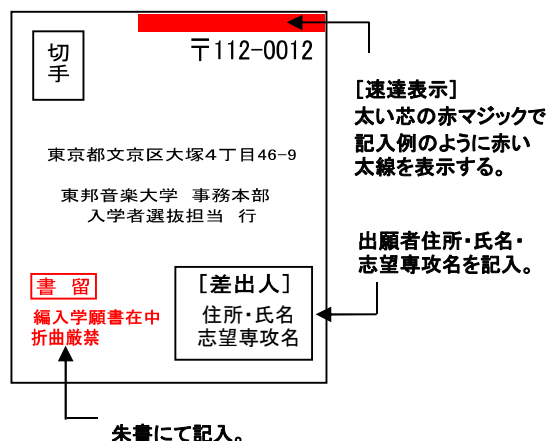 切
手
〒112-0012
東京都文京区大塚4丁目46-9
東邦音楽大学 事務本部
入学者選抜担当 行
書 留
編入学願書在中
折曲厳禁
[差出人]
住所・氏名
志望専攻名
[速達表示]
太い芯の赤マジックで
記入例のように赤い
太線を表示する。
出願者住所・氏名・
志望専攻名を記入。
朱書にて記入。